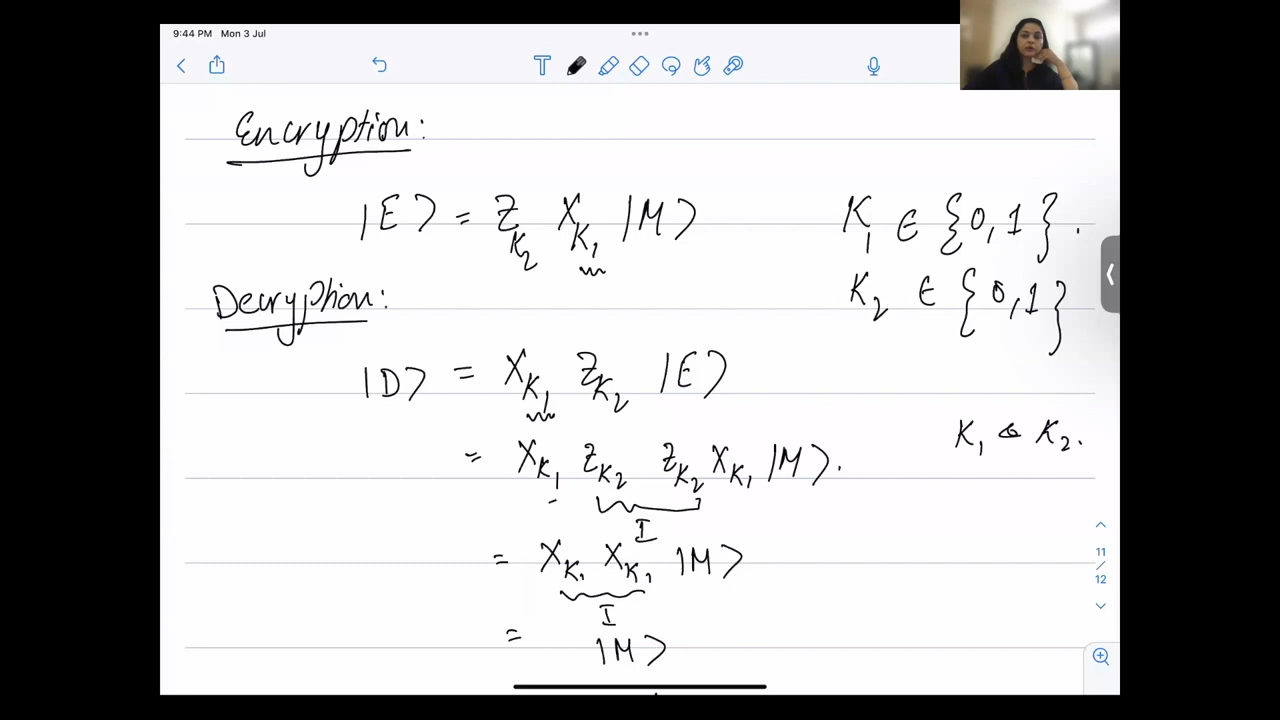 9:44 PM Mon 3 Jul
Encryption:
|E⟩ = Z_K₂ X_K₁ |M⟩ K₁ ∈ {0,1}.
K₂ ∈ {0,1}
Decryption:
|D⟩ = X_K₁ Z_K₂ |E⟩
K₁ & K₂.
= X_K₁ Z_K₂ Z_K₂ X_K₁ |M⟩.
I
= X_K₁ X_K₁ |M⟩
I
= |M⟩
11
/
12